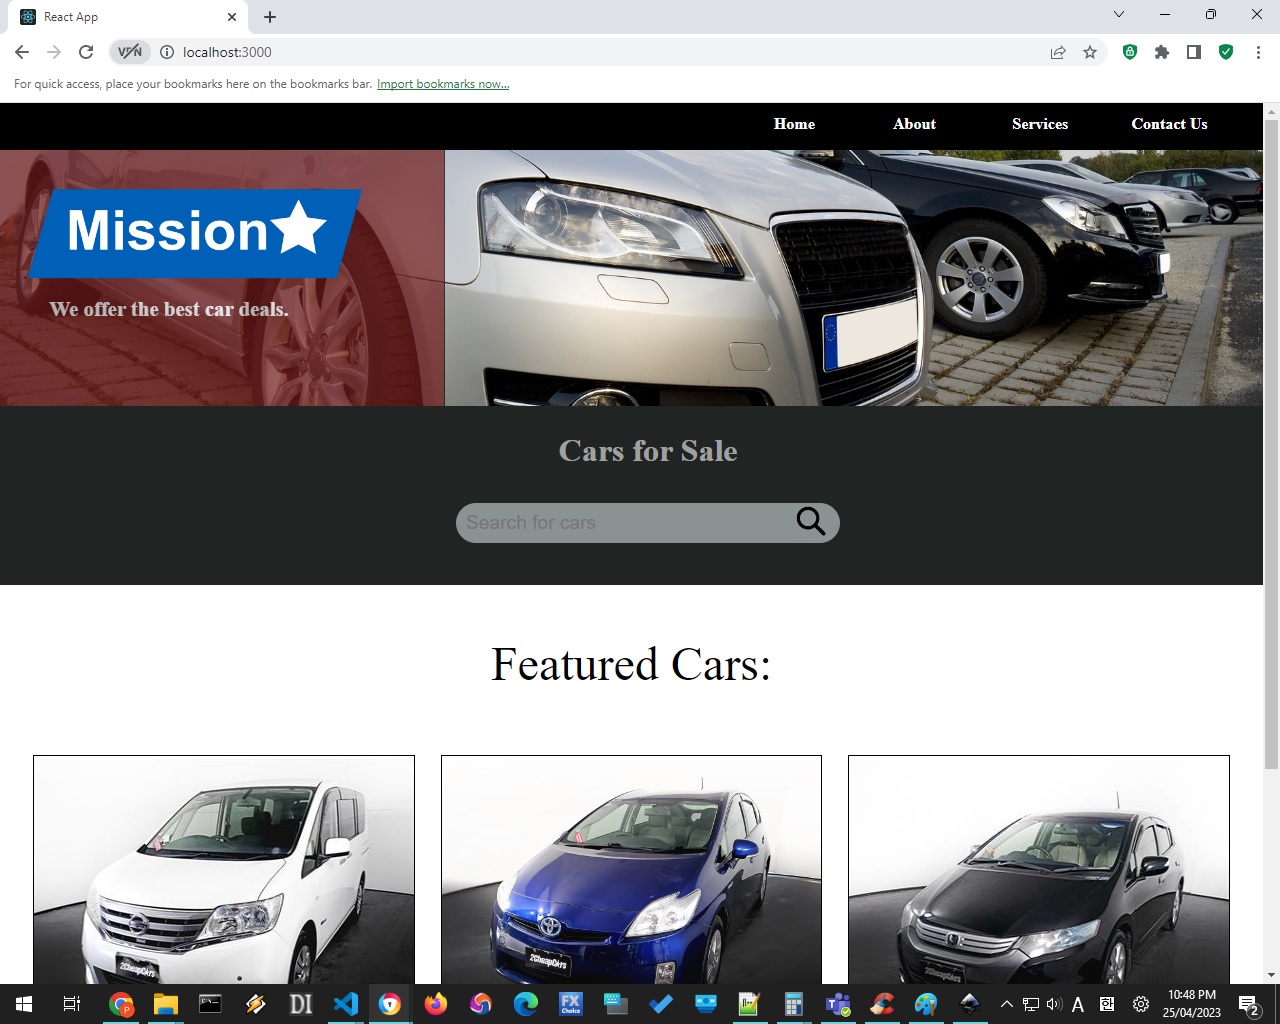 React App
VPN
localhost:3000
For quick access, place your bookmarks here on the bookmarks bar. Import bookmarks now...
Home About Services Contact Us
Mission
We offer the best car deals.
Cars for Sale
Search for cars
Featured Cars:
2CheapCArs
2CheapCArs
2CheapCArs
P
DI
FX
Choice
A
10:48 PM
25/04/2023
2